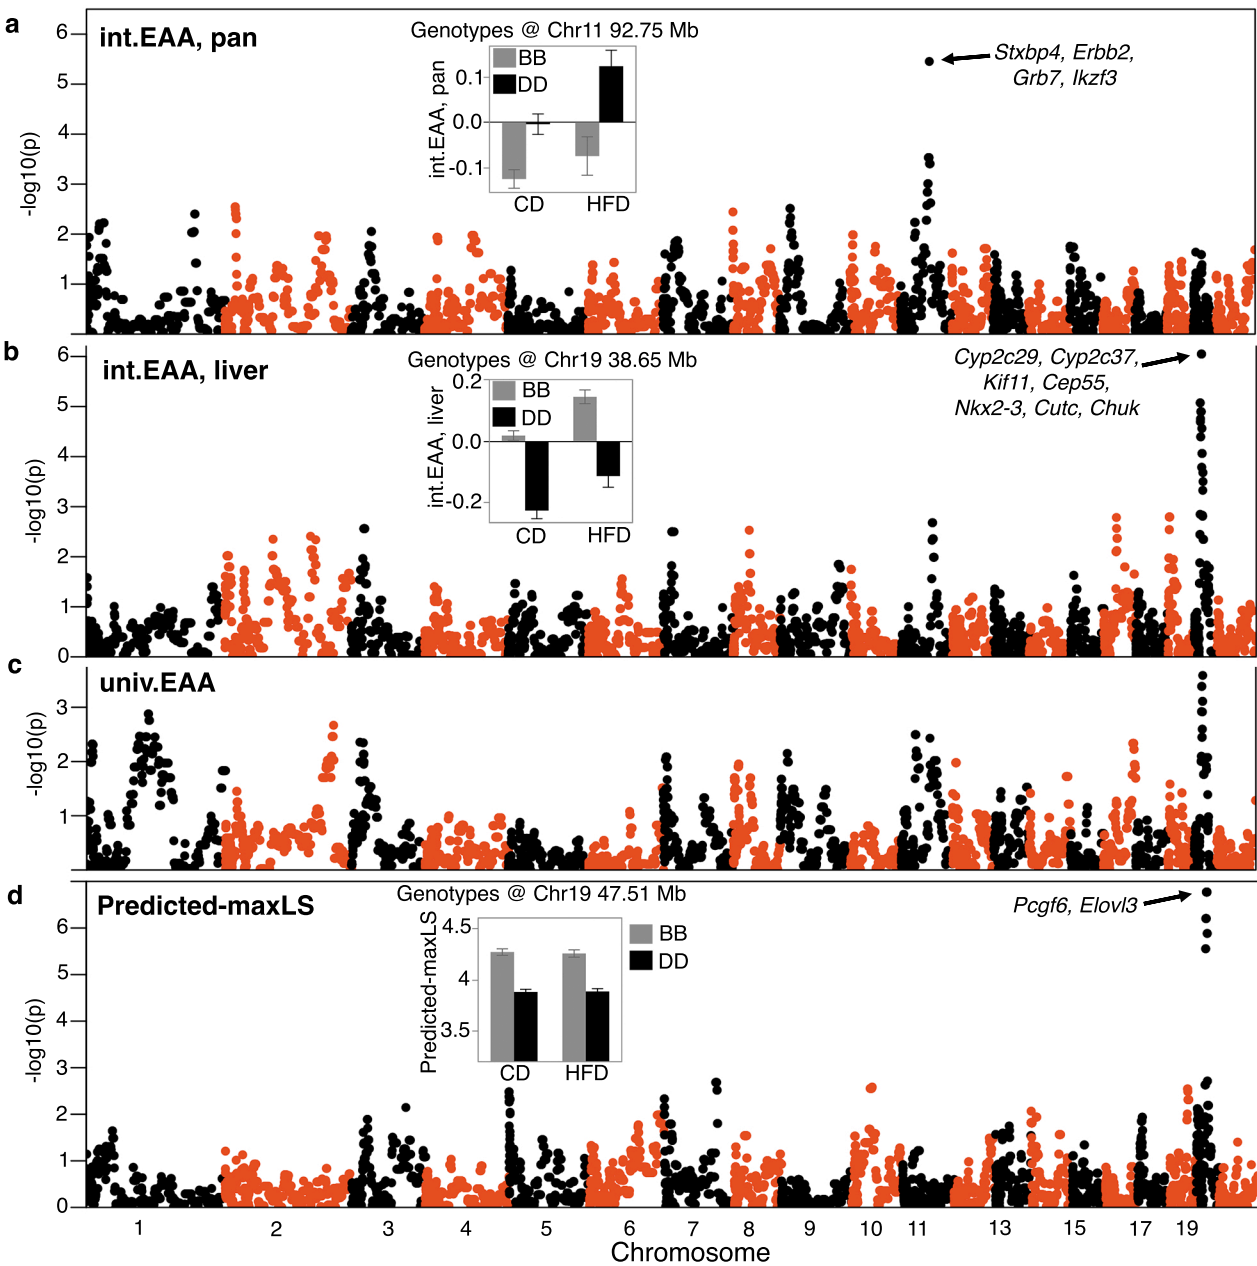 a
int.EAA, pan
Genotypes @ Chr11 92.75 Mb
BB
DD
int.EAA, pan
0.1
0.0
-0.1
CD
HFD
Stxbp4, Erbb2,
Grb7, Ikzf3
-log10(p)
6
5
4
3
2
1
b
int.EAA, liver
Genotypes @ Chr19 38.65 Mb
BB
DD
int.EAA, liver
0.2
0.0
-0.2
CD
HFD
Cyp2c29, Cyp2c37,
Kif11, Cep55,
Nkx2-3, Cutc, Chuk
-log10(p)
6
5
4
3
2
1
0
c
univ.EAA
-log10(p)
3
2
1
d
Predicted-maxLS
Genotypes @ Chr19 47.51 Mb
BB
DD
Predicted-maxLS
4.5
4
3.5
CD
HFD
Pcgf6, Elovl3
-log10(p)
6
5
4
3
2
1
0
1 2 3 4 5 6 7 8 9 10 11 13 15 17 19
Chromosome